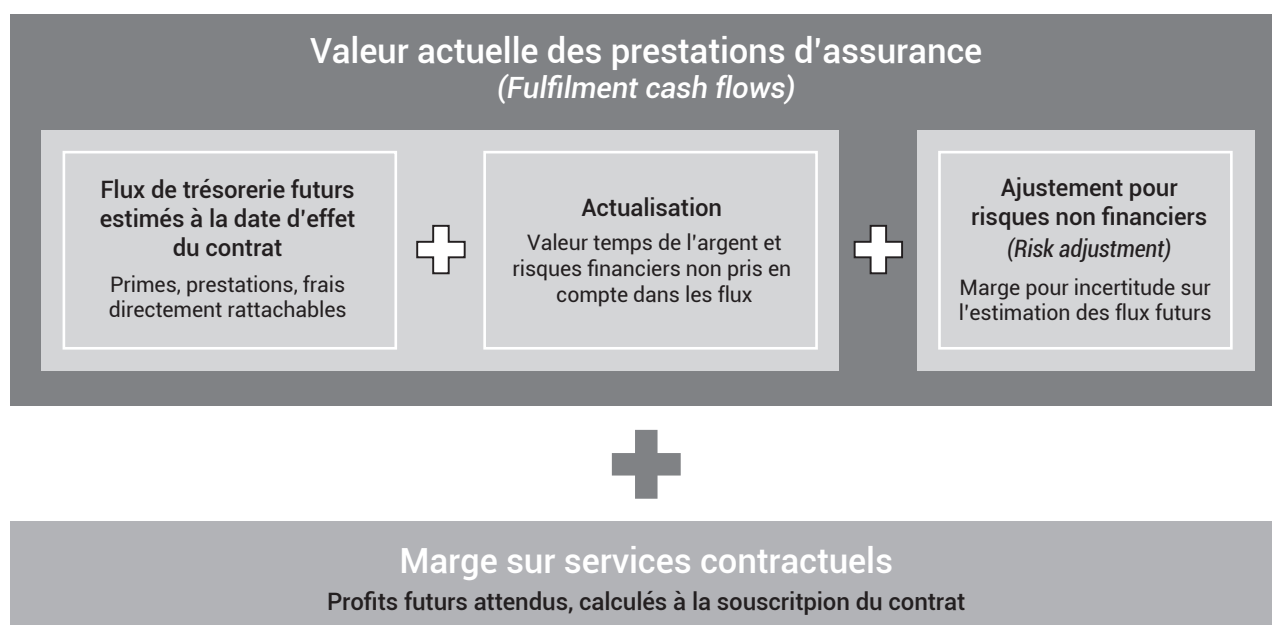 Valeur actuelle des prestations d'assurance
(Fulfilment cash flows)
Flux de trésorerie futurs
estimés à la date d'effet
du contrat
Primes, prestations, frais
directement rattachables
Actualisation
Valeur temps de l'argent et
risques financiers non pris en
compte dans les flux
Ajustement pour
risques non financiers
(Risk adjustment)
Marge pour incertitude sur
l'estimation des flux futurs
Marge sur services contractuels
Profits futurs attendus, calculés à la souscritpion du contrat